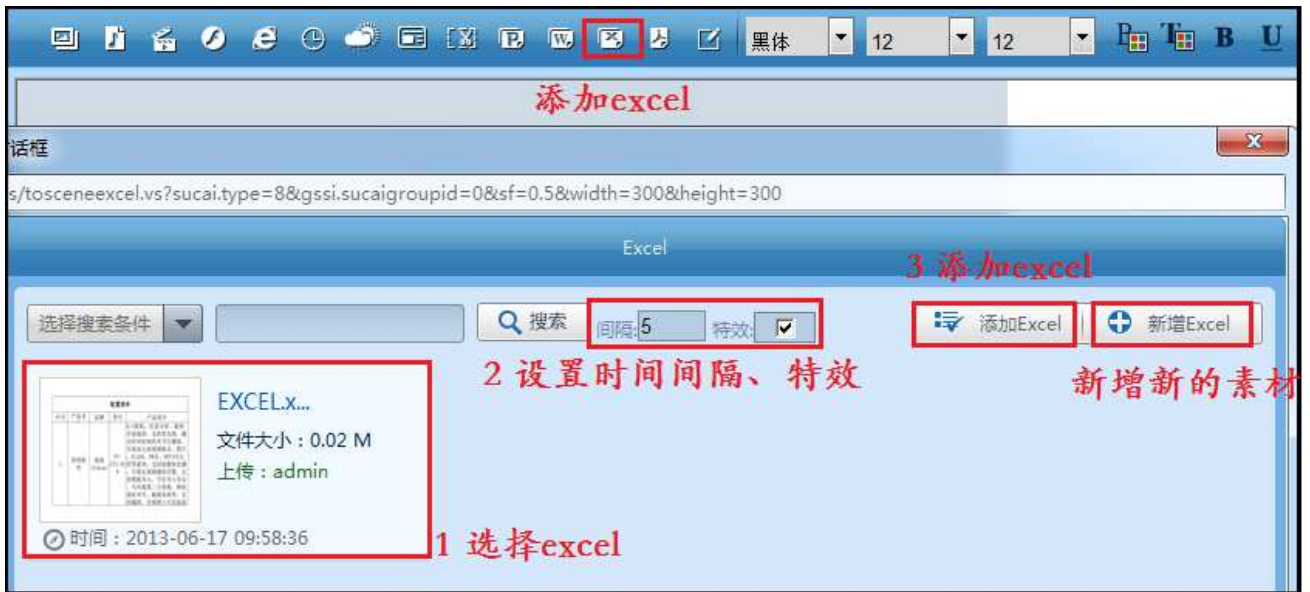 黑体 12 12 B U
添加excel
话框
s/tosceneexcel.vs?sucai.type=8&gssi.sucaigroupid=0&sf=0.5&width=300&height=300
Excel
3 添加excel
选择搜素条件 搜索 间隔:5 特效: 添加Excel 新增Excel
2 设置时间间隔、特效
新增新的素材
EXCEL.x...
文件大小：0.02 M
上传：admin
时间：2013-06-17 09:58:36
1 选择excel